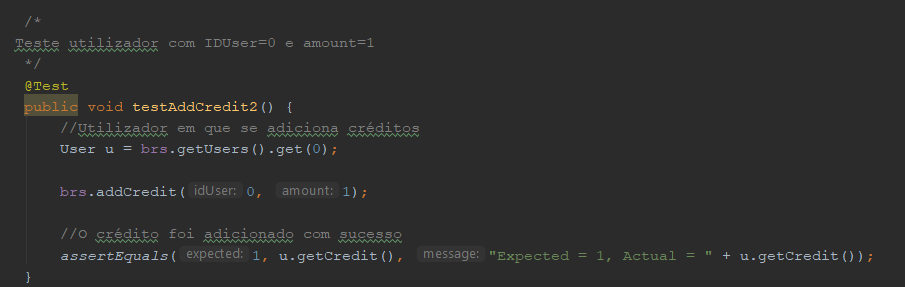 /*
Teste utilizador com IDUser=0 e amount=1
*/
@Test
public void testAddCredit2() {
//Utilizador em que se adiciona créditos
User u = brs.getUsers().get(0);
brs.addCredit( idUser: 0, amount: 1);
//O crédito foi adicionado com sucesso
assertEquals( expected: 1, u.getCredit(), message: "Expected = 1, Actual = " + u.getCredit());
}